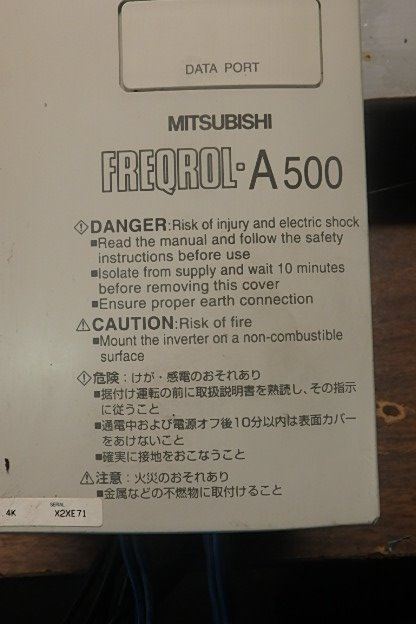 DATA PORT
MITSUBISHI
FREQROL-A500
DANGER:Risk of injury and electric shock
■Read the manual and follow the safety
instructions before use
■Isolate from supply and wait 10 minutes
before removing this cover
■Ensure proper earth connection
CAUTION:Risk of fire
■Mount the inverter on a non-combustible
surface
危険：けが・感電のおそれあり
■据付け運転の前に取扱説明書を熟読し、その指示
に従うこと
■通電中および電源オフ後10分以内は表面カバー
をあけないこと
■確実に接地をおこなうこと
注意：火災のおそれあり
■金属などの不燃物に取付けること
SERIAL
.4K X2XE71